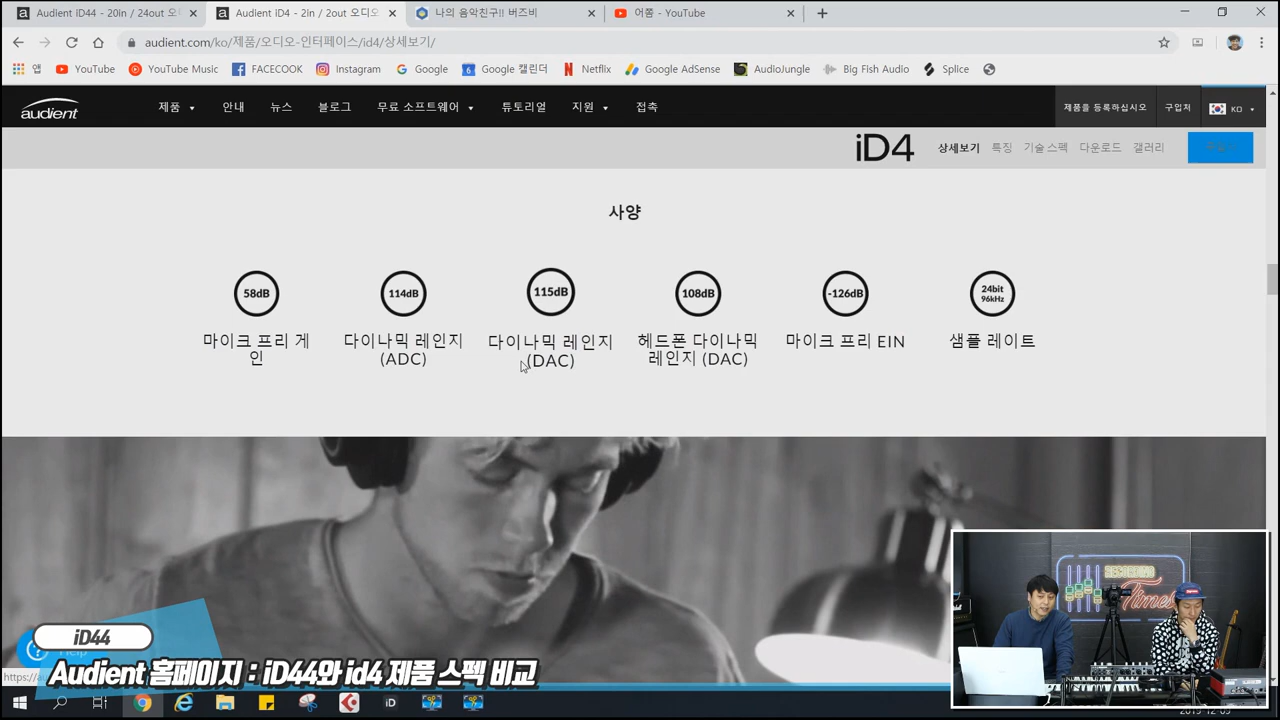 Audient iD44 - 20in / 24out 오디
Audient iD4 - 2in / 2out 오디오
나의 음악친구!! 버즈비
어쭘 - YouTube
audient.com/ko/제품/오디오-인터페이스/id4/상세보기/
앱
YouTube
YouTube Music
FACECOOK
Instagram
Google
Google 캘린더
Netflix
Google AdSense
AudioJungle
Big Fish Audio
Splice
audient
제품
안내
뉴스
블로그
무료 소프트웨어
튜토리얼
지원
접촉
제품을 등록하십시오
구입처
KO
iD4
상세보기
특징
기술 스펙
다운로드
갤러리
사양
58dB
마이크 프리 게
인
114dB
다이나믹 레인지
(ADC)
115dB
다이나믹 레인지
(DAC)
108dB
헤드폰 다이나믹
레인지 (DAC)
-126dB
마이크 프리 EIN
24bit
96kHz
샘플 레이트
RECORDING
Times
iD44
Help
Audient 홈페이지 : iD44와 id4 제품 스펙 비교
https://au
iD